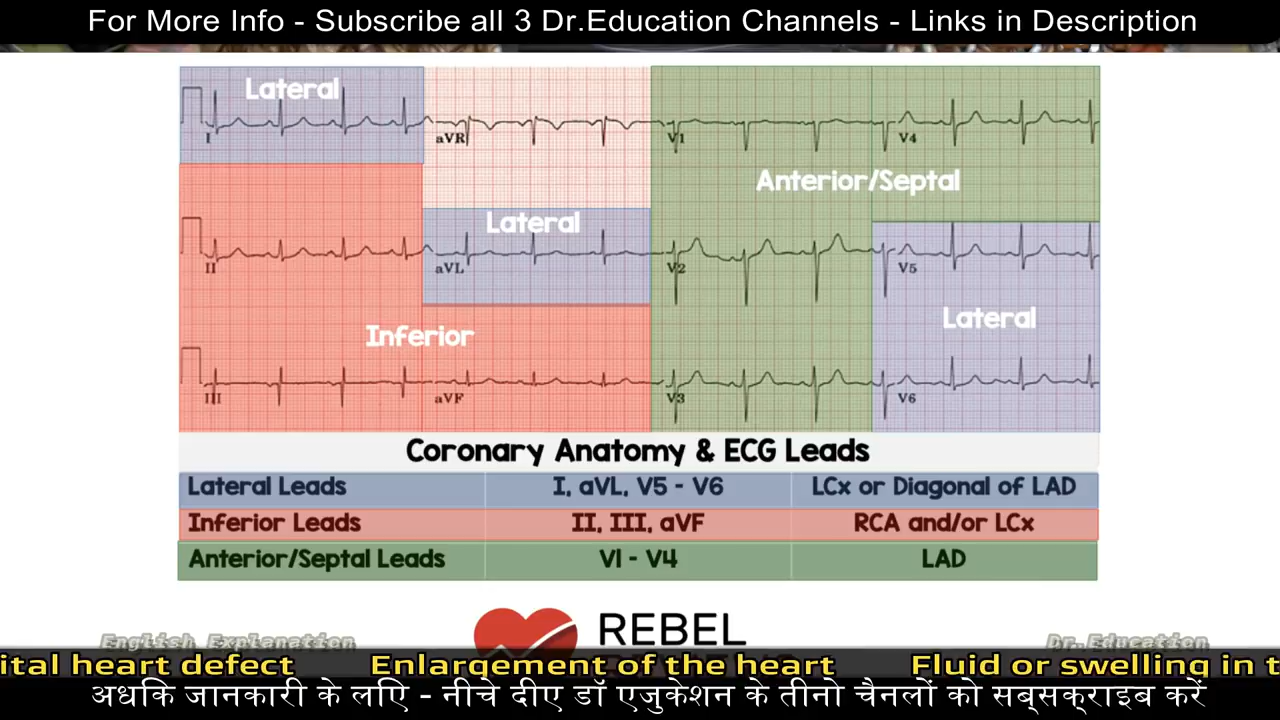 For More Info - Subscribe all 3 Dr.Education Channels - Links in Description
Lateral
I
aVR
V1
V4
Anterior/Septal
Lateral
II
aVL
V2
V5
Lateral
Inferior
III
aVF
V3
V6
Coronary Anatomy & ECG Leads
Lateral Leads I, aVL, V5 - V6 LCx or Diagonal of LAD
Inferior Leads II, III, aVF RCA and/or LCx
Anterior/Septal Leads V1 - V4 LAD
REBEL
English Explanation
Dr.Education
ital heart defect Enlargement of the heart Fluid or swelling in t
अधकि जानकारी के लएि - नीचे दीए डॉ एजुकेशन के तीनो चैनलों को सब्सक्राइब करें